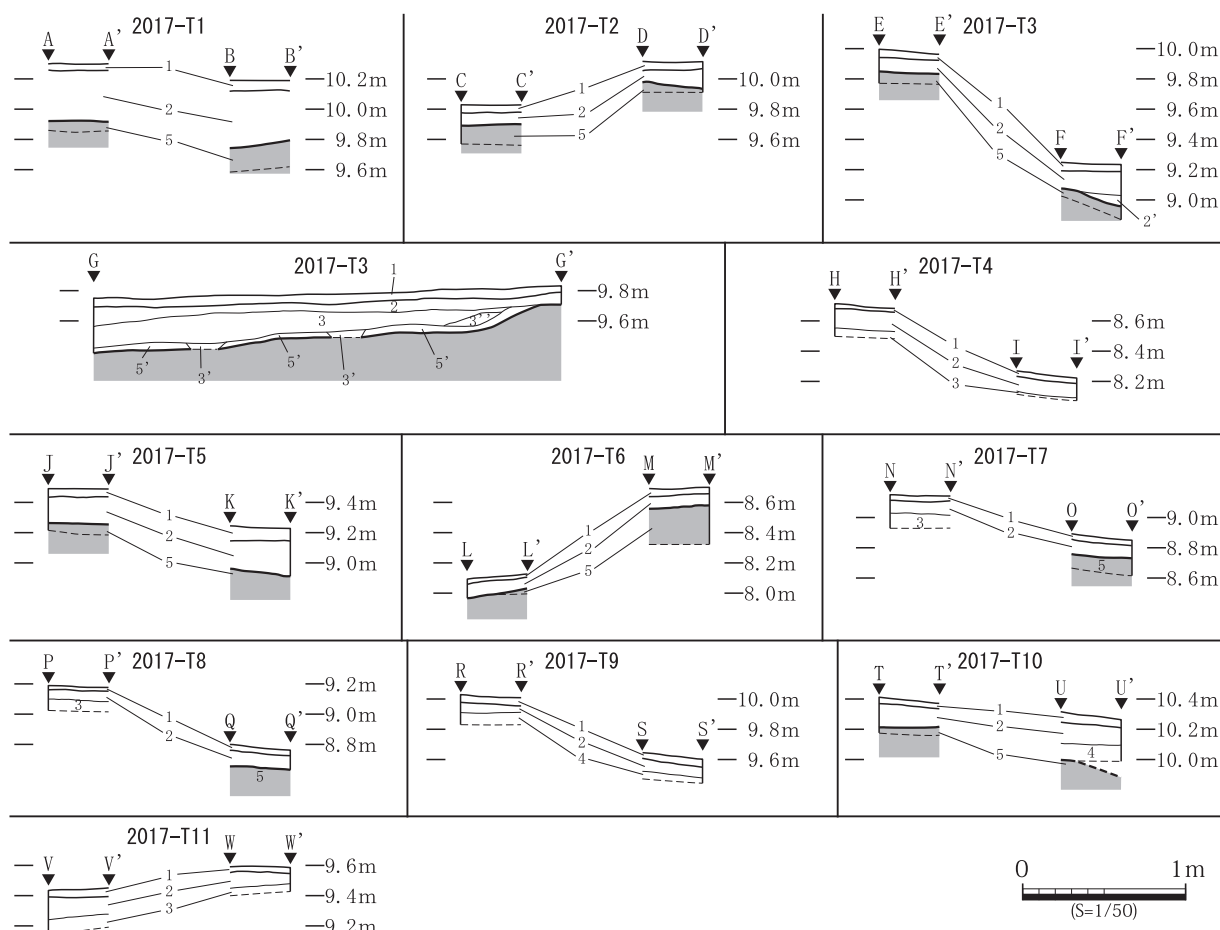 2017-T1
A A' B B'
1
2
5
10.2m
10.0m
9.8m
9.6m
2017-T2
C C' D D'
1
2
5
10.0m
9.8m
9.6m
2017-T3
E E' F F'
1
2
5
2'
10.0m
9.8m
9.6m
9.4m
9.2m
9.0m
2017-T3
G G'
1
2
3
3''
5' 3' 5' 3' 5'
9.8m
9.6m
2017-T4
H H' I I'
1
2
3
8.6m
8.4m
8.2m
2017-T5
J J' K K'
1
2
5
9.4m
9.2m
9.0m
2017-T6
L L' M M'
1
2
5
8.6m
8.4m
8.2m
8.0m
2017-T7
N N' O O'
3
1
2
5
9.0m
8.8m
8.6m
2017-T8
P P' Q Q'
3
1
2
5
9.2m
9.0m
8.8m
2017-T9
R R' S S'
1
2
4
10.0m
9.8m
9.6m
2017-T10
T T' U U'
1
2
5
4
10.4m
10.2m
10.0m
2017-T11
V V' W W'
1
2
3
9.6m
9.4m
9.2m
0 1m
(S=1/50)